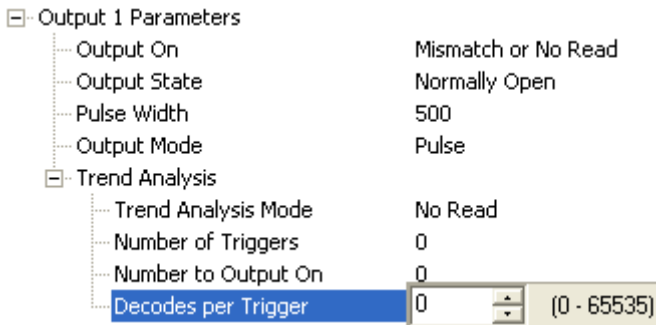 Output 1 Parameters
Output On Mismatch or No Read
Output State Normally Open
Pulse Width 500
Output Mode Pulse
Trend Analysis
Trend Analysis Mode No Read
Number of Triggers 0
Number to Output On 0
Decodes per Trigger 0 (0 - 65535)